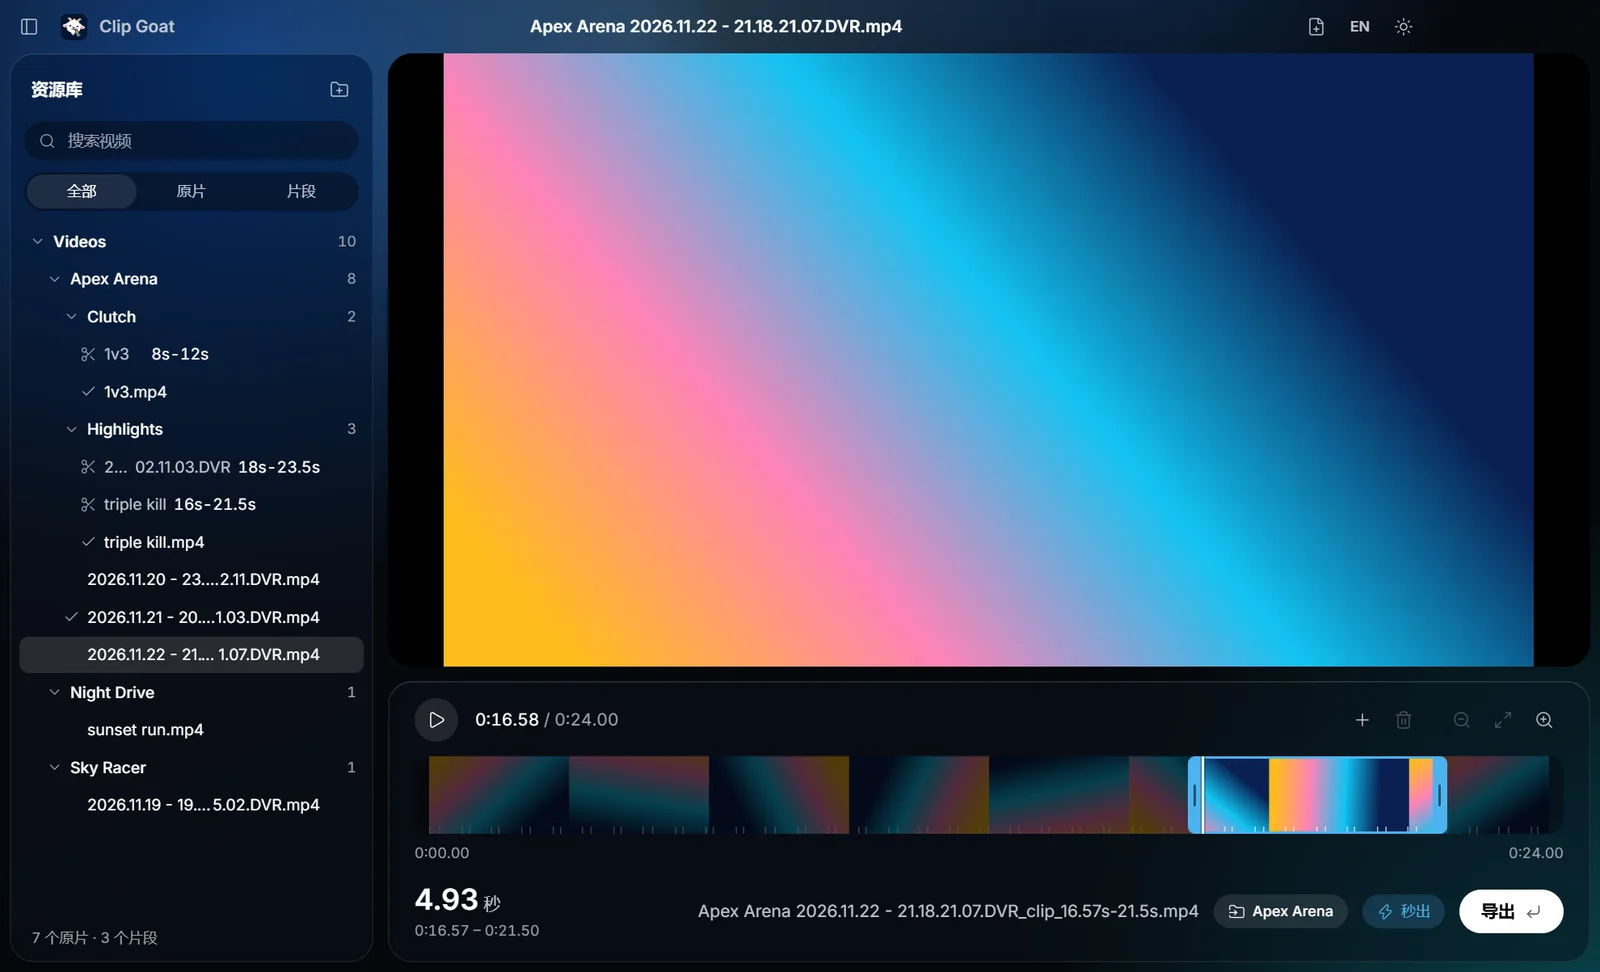 Clip Goat
Apex Arena 2026.11.22 - 21.18.21.07.DVR.mp4
EN
资源库
搜索视频
全部 原片 片段
Videos 10
Apex Arena 8
Clutch 2
1v3 8s-12s
1v3.mp4
Highlights 3
2... 02.11.03.DVR 18s-23.5s
triple kill 16s-21.5s
triple kill.mp4
2026.11.20 - 23....2.11.DVR.mp4
2026.11.21 - 20....1.03.DVR.mp4
2026.11.22 - 21.... 1.07.DVR.mp4
Night Drive 1
sunset run.mp4
Sky Racer 1
2026.11.19 - 19....5.02.DVR.mp4
7 个原片 · 3 个片段
0:16.58 / 0:24.00
0:00.00 0:24.00
4.93 秒
0:16.57 – 0:21.50
Apex Arena 2026.11.22 - 21.18.21.07.DVR_clip_16.57s-21.5s.mp4
Apex Arena
秒出
导出